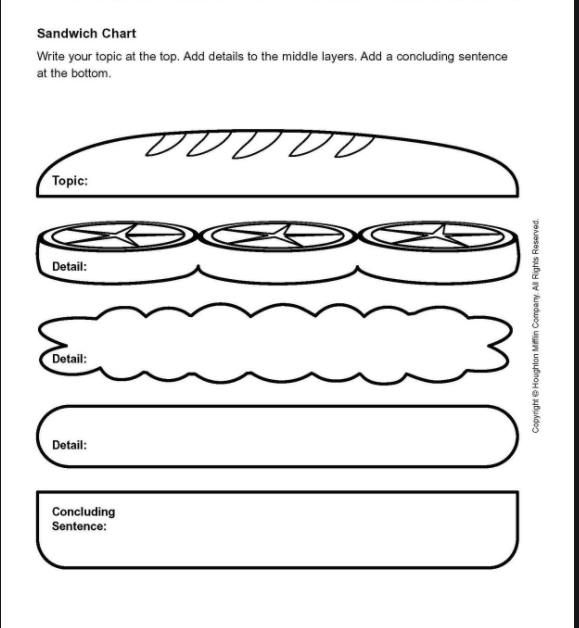 Sandwich Chart
Write your topic at the top. Add details to the middle layers. Add a concluding sentence
at the bottom.
Topic:
Detail:
Detail:
Detail:
Concluding
Sentence:
Copyright © Houghton Mifflin Company. All Rights Reserved.